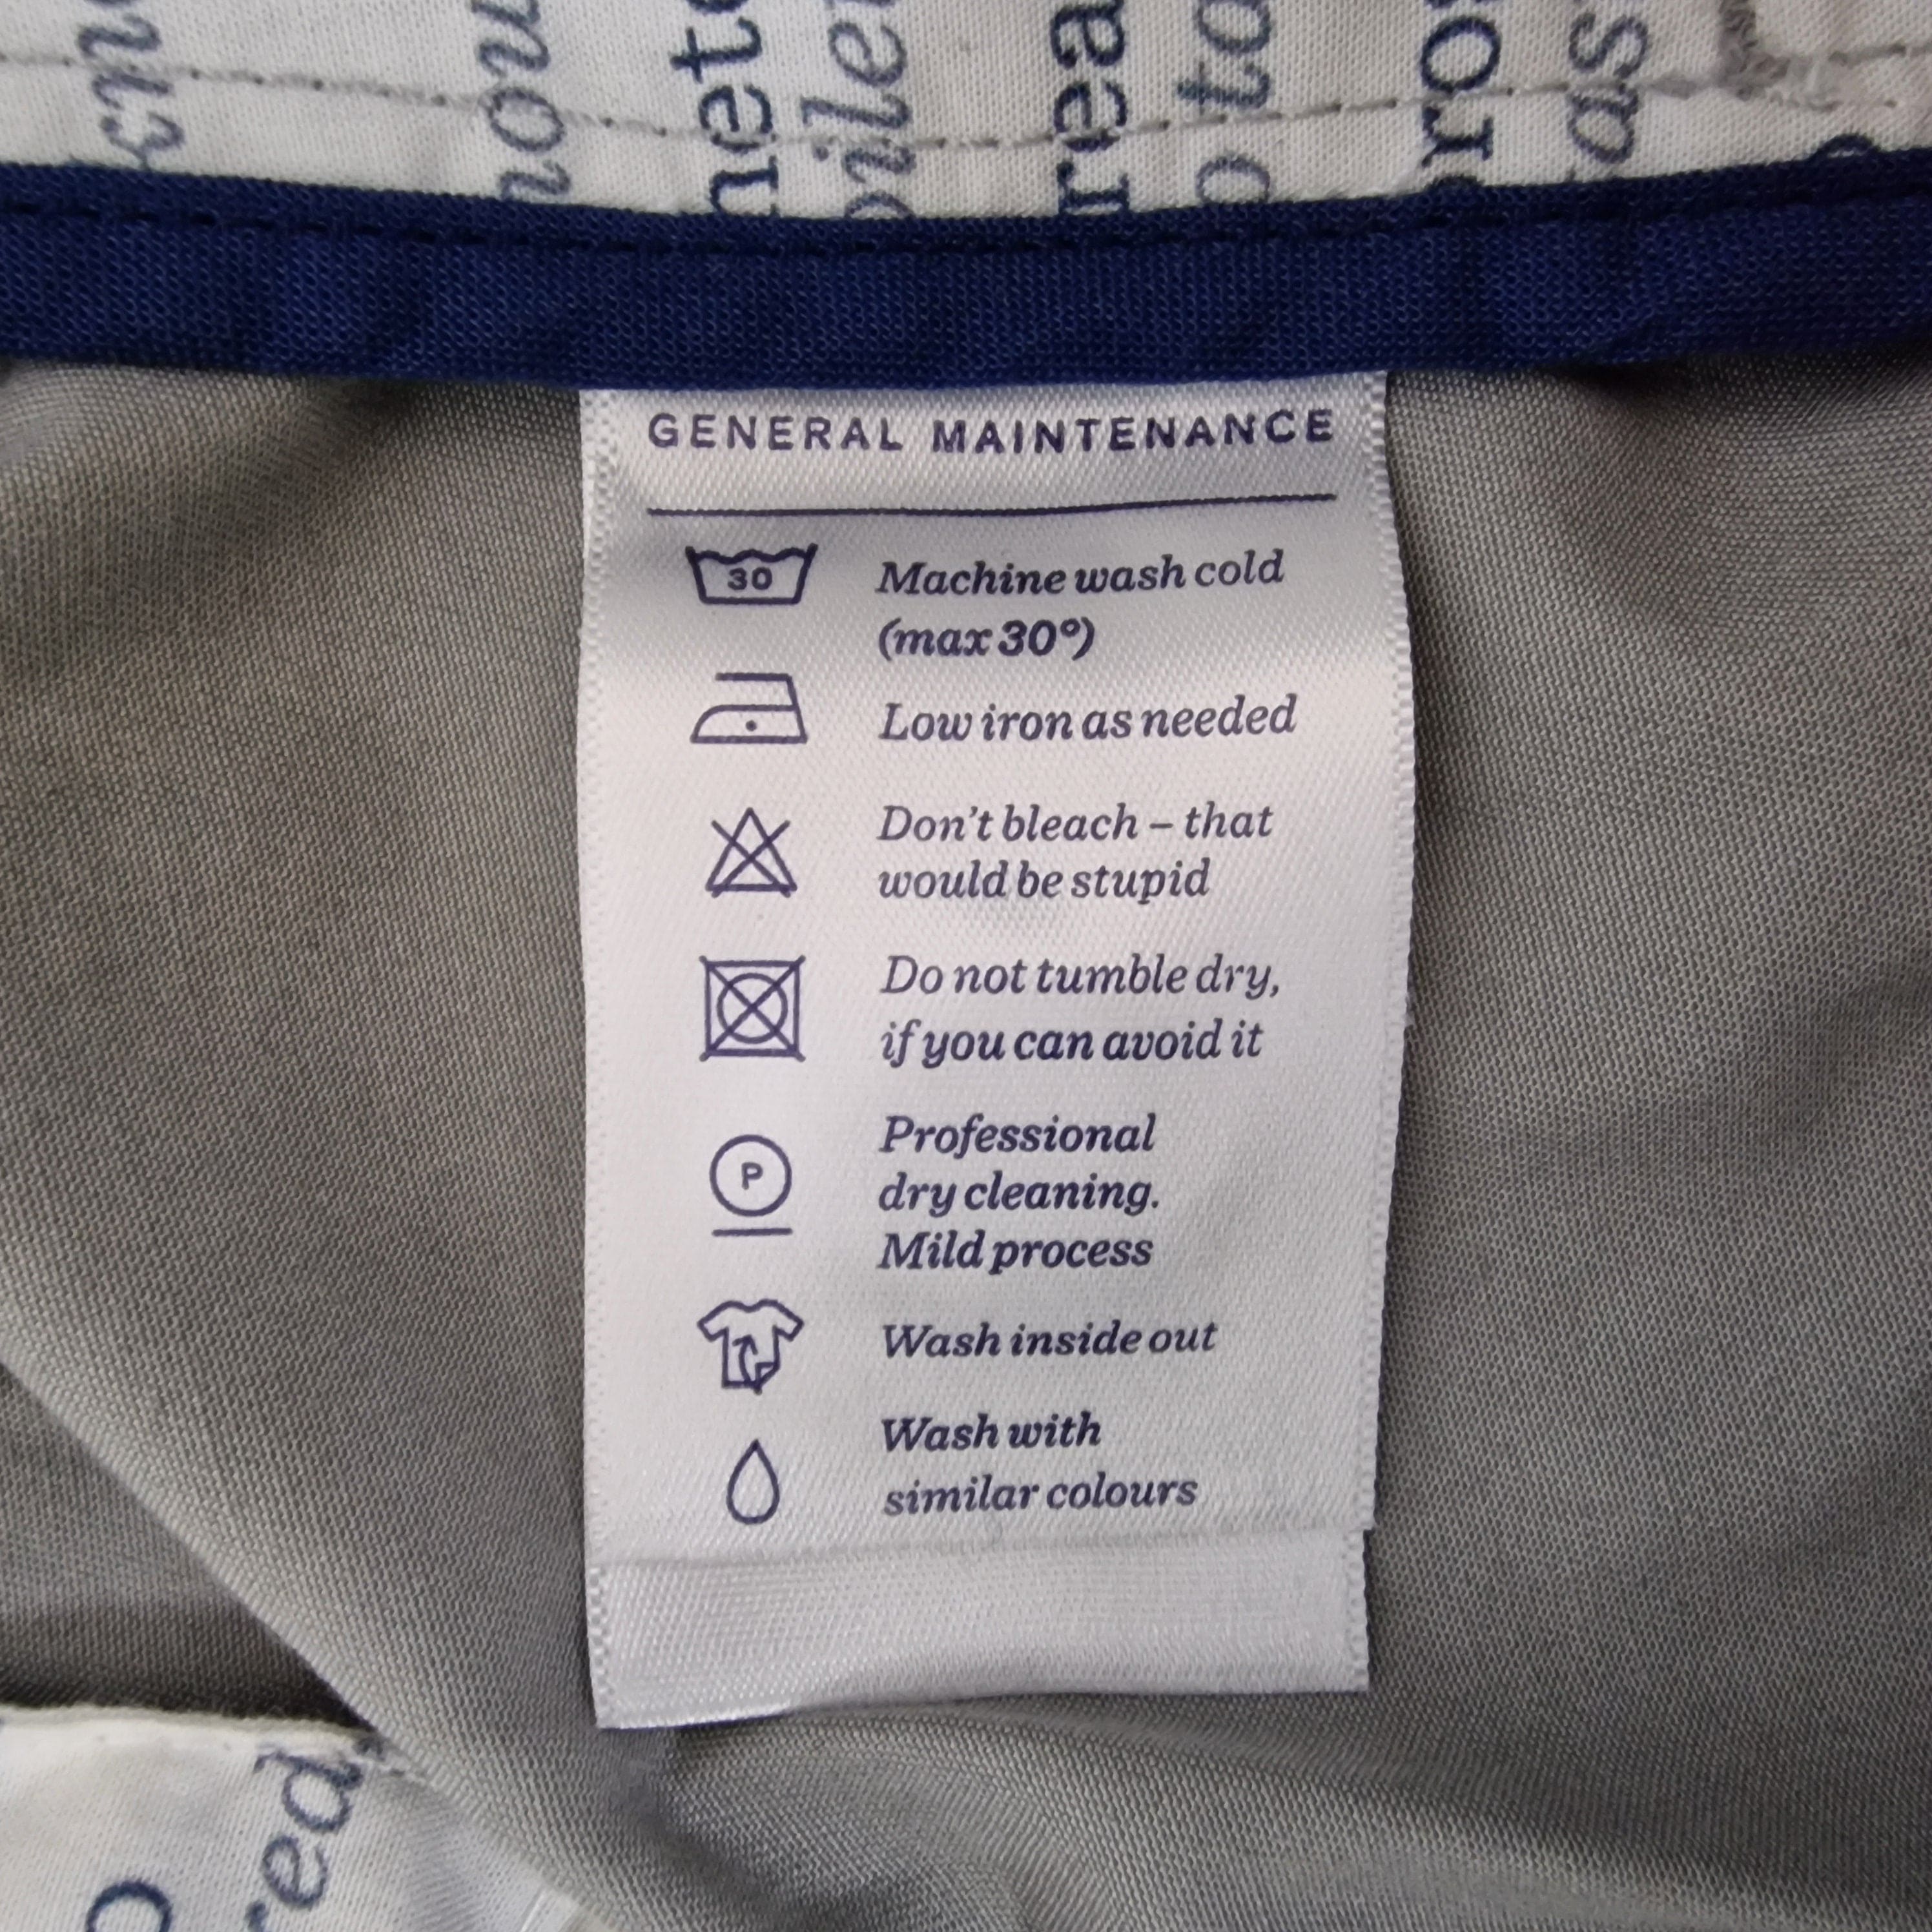 GENERAL MAINTENANCE
30
Machine wash cold
(max 30°)
Low iron as needed
Don't bleach – that
would be stupid
Do not tumble dry,
if you can avoid it
P
Professional
dry cleaning.
Mild process
Wash inside out
Wash with
similar colours